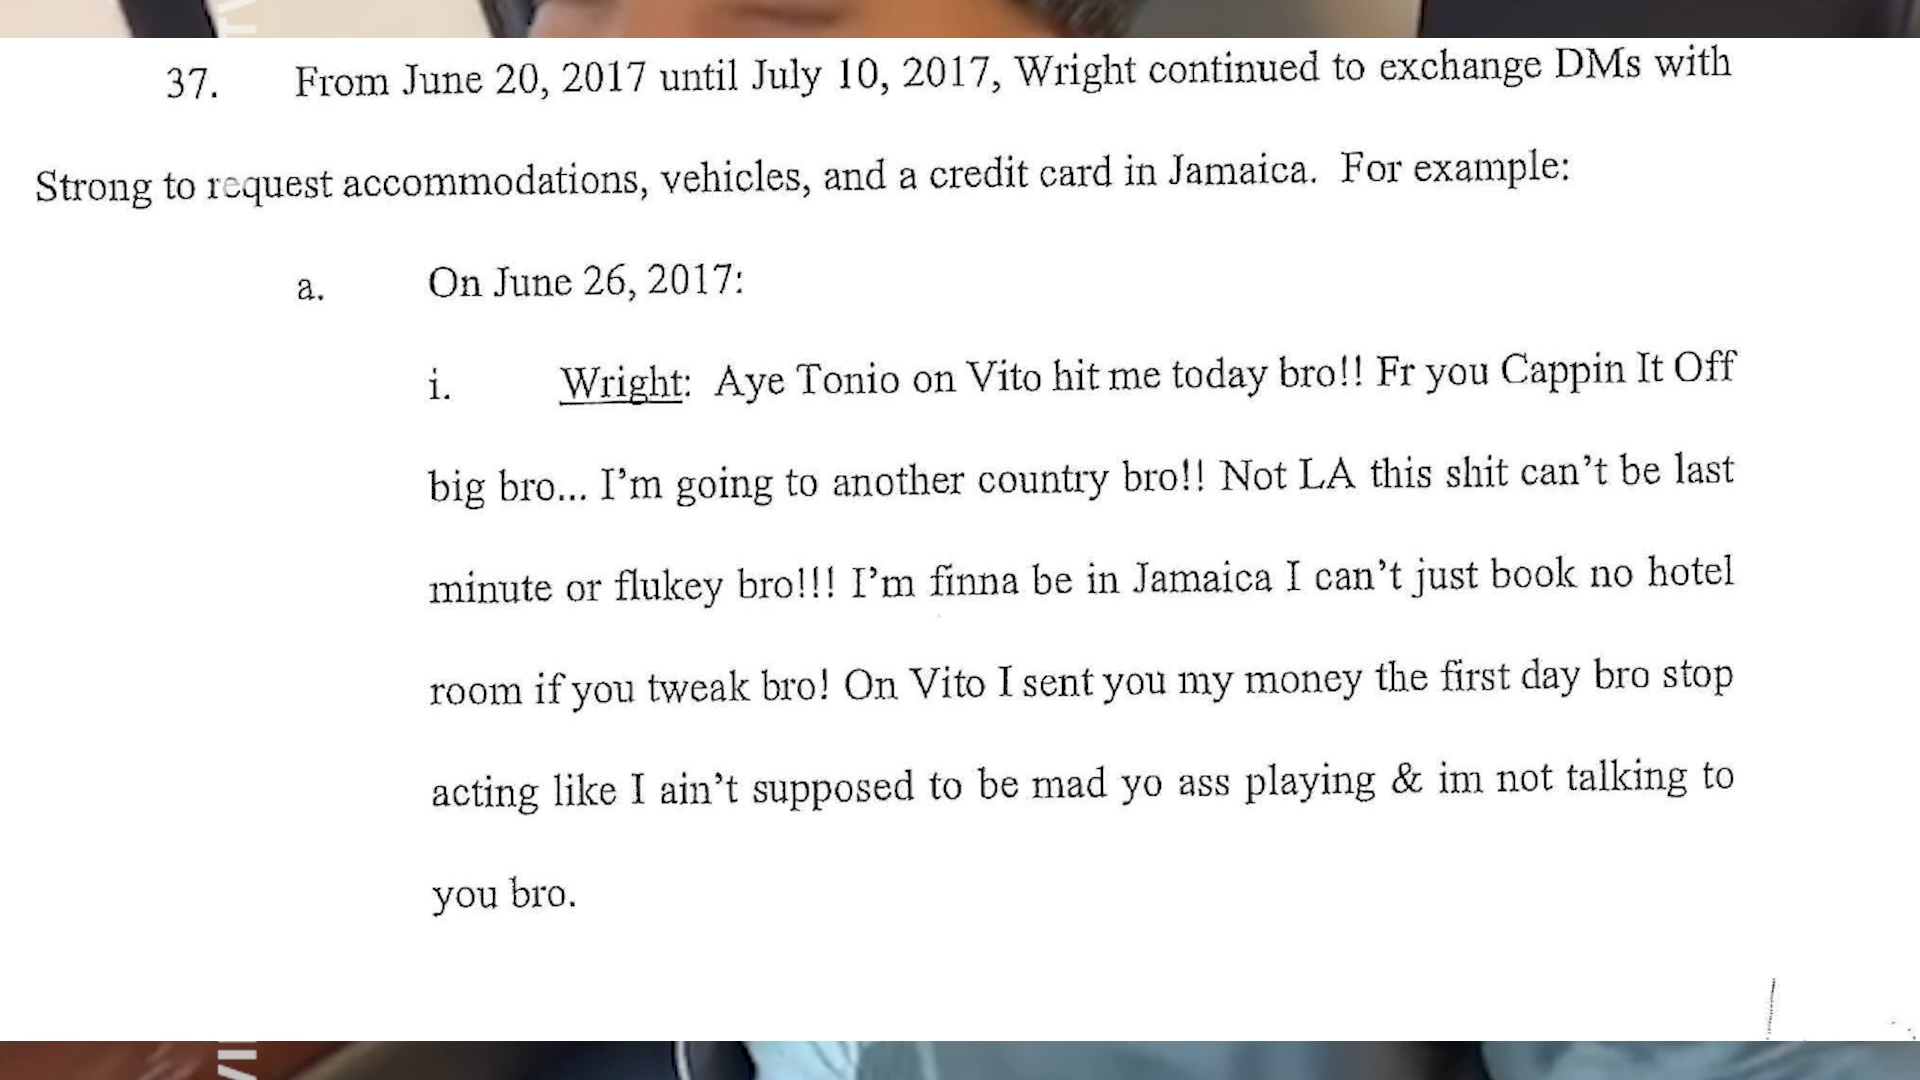 37. From June 20, 2017 until July 10, 2017, Wright continued to exchange DMs with
Strong to request accommodations, vehicles, and a credit card in Jamaica. For example:
a. On June 26, 2017:
i. Wright: Aye Tonio on Vito hit me today bro!! Fr you Cappin It Off
big bro... I'm going to another country bro!! Not LA this shit can't be last
minute or flukey bro!!! I'm finna be in Jamaica I can't just book no hotel
room if you tweak bro! On Vito I sent you my money the first day bro stop
acting like I ain't supposed to be mad yo ass playing & im not talking to
you bro.